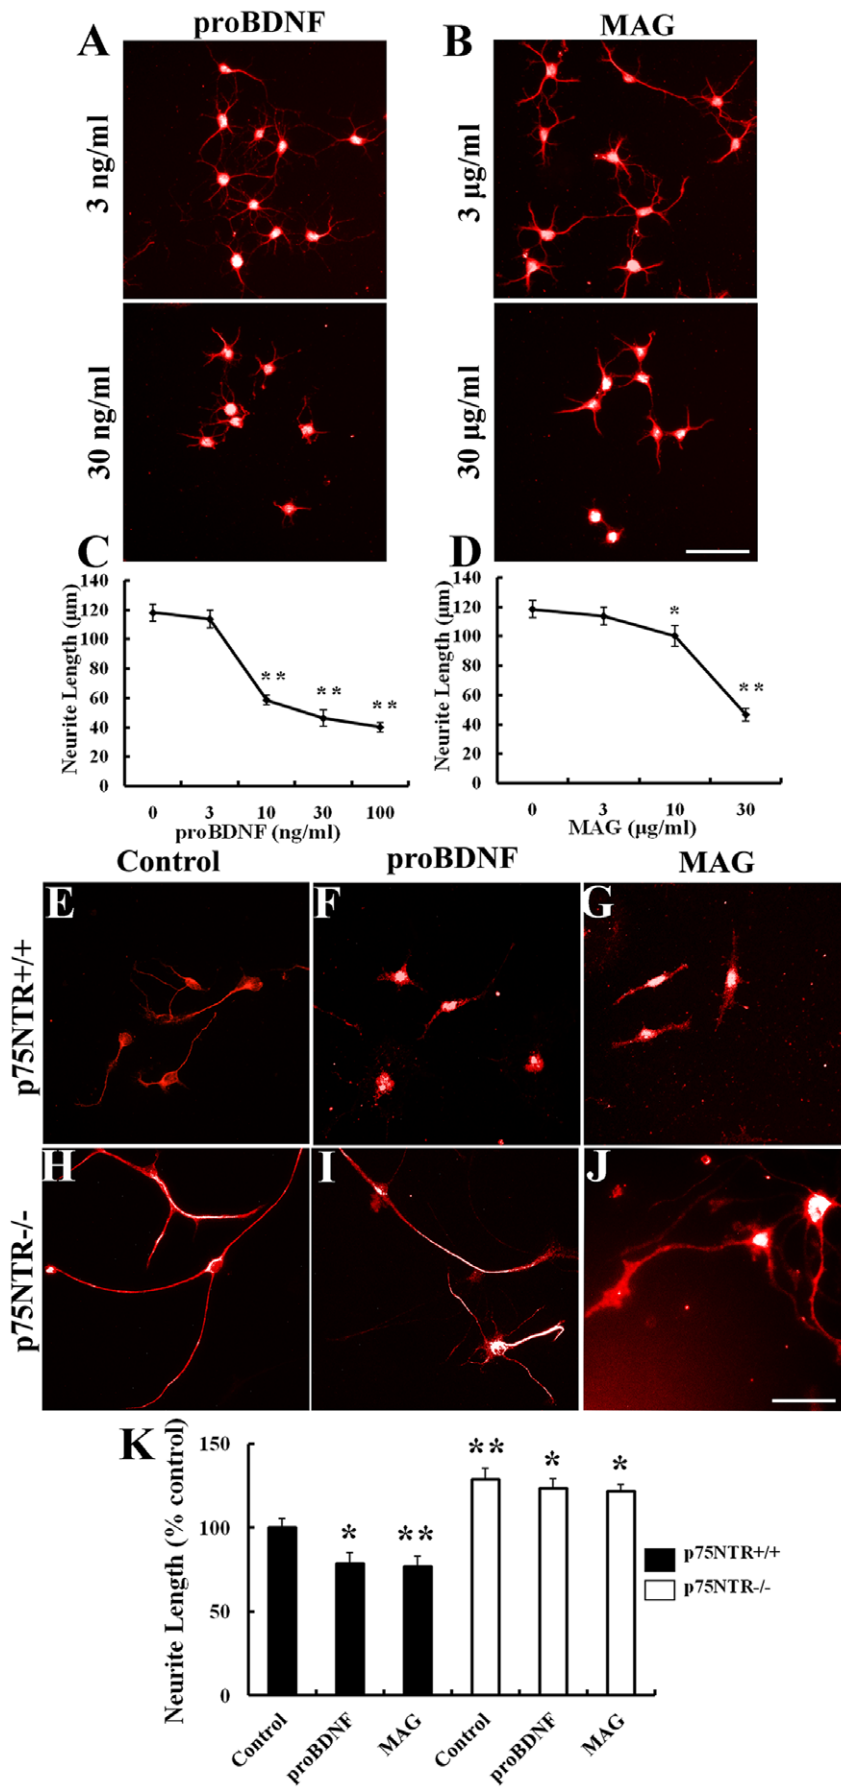 proBDNF
MAG
A
B
3 ng/ml
3 µg/ml
30 ng/ml
30 µg/ml
C
D
Neurite Length (µm)
140
120
100
80
60
40
20
0
**
**
**
0 3 10 30 100
proBDNF (ng/ml)
Neurite Length (µm)
140
120
100
80
60
40
20
0
*
**
0 3 10 30
MAG (µg/ml)
Control
proBDNF
MAG
p75NTR+/+
E
F
G
p75NTR-/-
H
I
J
K
Neurite Length (% control)
150
100
50
0
*
**
**
*
*
Control
proBDNF
MAG
Control
proBDNF
MAG
p75NTR+/+
p75NTR-/-